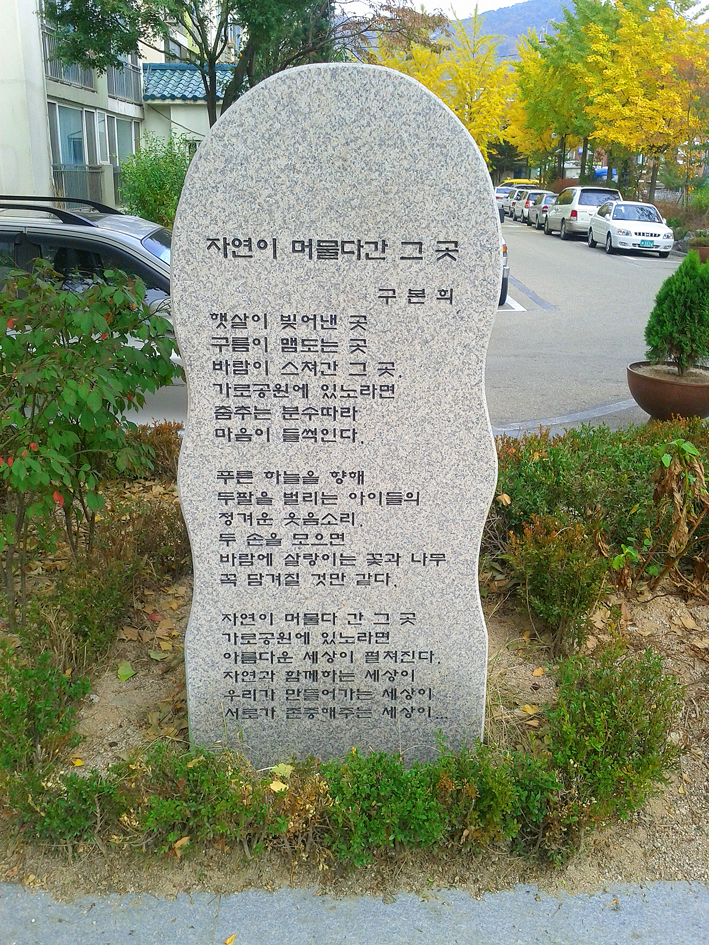 자연이 머물다간 그 곳
구본희
햇살이 빚어낸 곳
구름이 맴도는 곳
바람이 스쳐간 그 곳.
가로공원에 있노라면
춤추는 분수따라
마음이 들썩인다.
푸른 하늘을 향해
두팔을 벌리는 아이들의
정겨운 웃음소리.
두 손을 모으면
바람에 살랑이는 꽃과 나무
꼭 담겨질 것만 같다.
자연이 머물다 간 그 곳
가로공원에 있노라면
아름다운 세상이 펼쳐진다.
자연과 함께하는 세상이
우리가 만들어가는 세상이
서로가 존중해주는 세상이...